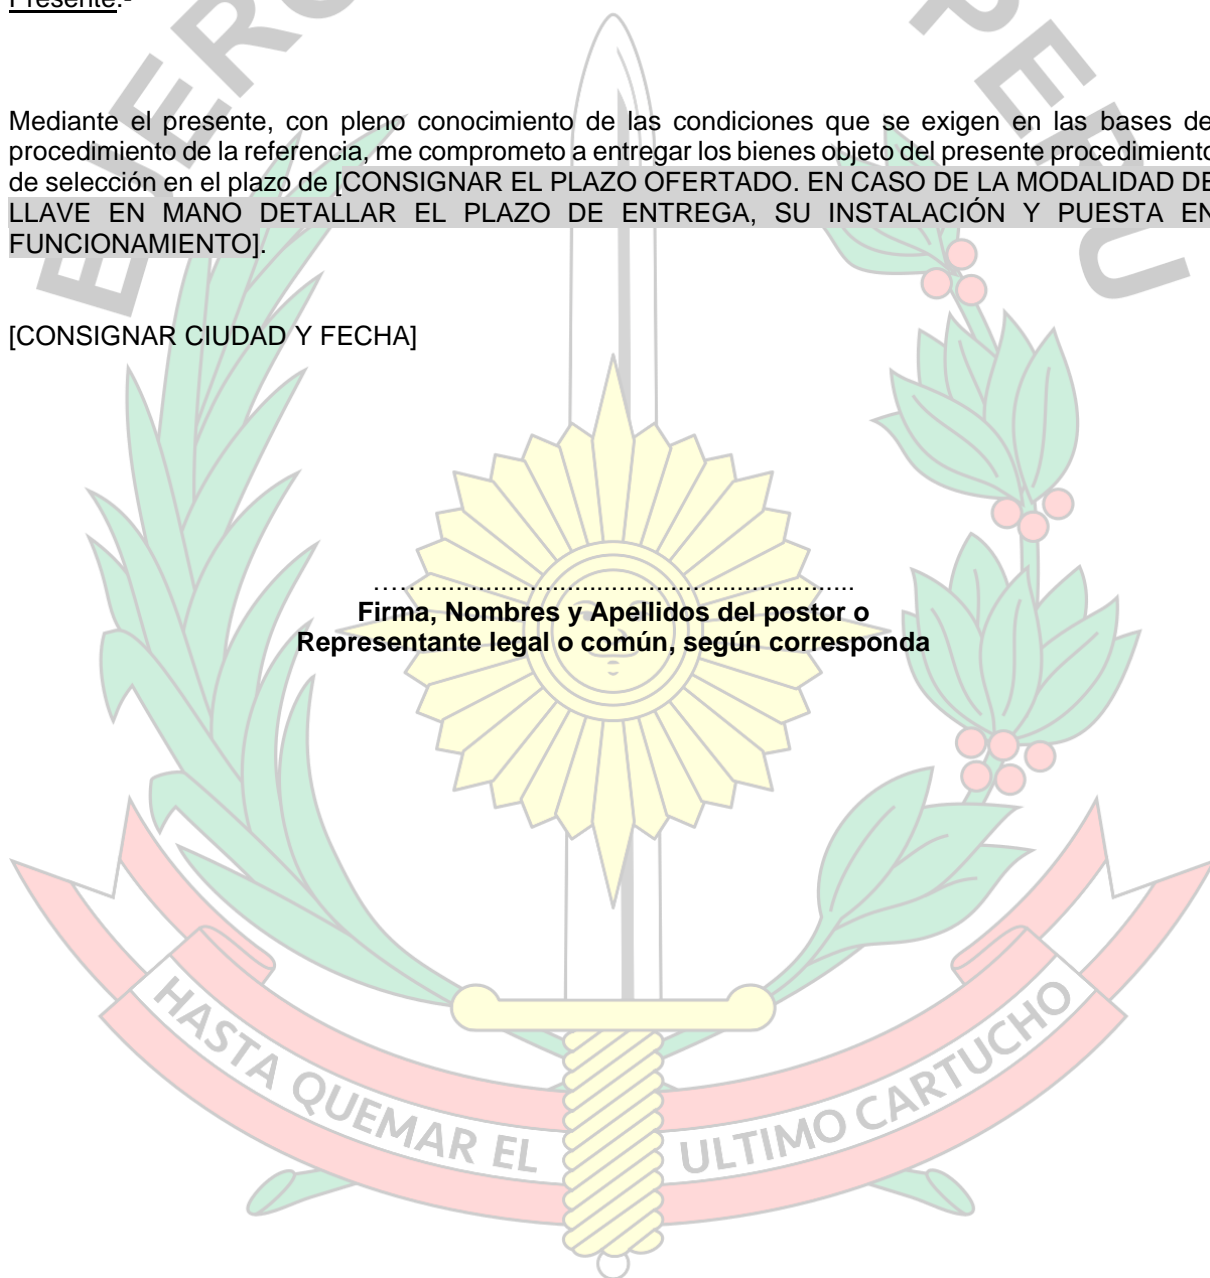 Presente.-
Mediante el presente, con pleno conocimiento de las condiciones que se exigen en las bases de
procedimiento de la referencia, me comprometo a entregar los bienes objeto del presente procedimiento
de selección en el plazo de [CONSIGNAR EL PLAZO OFERTADO. EN CASO DE LA MODALIDAD DE
LLAVE EN MANO DETALLAR EL PLAZO DE ENTREGA, SU INSTALACIÓN Y PUESTA EN
FUNCIONAMIENTO].
[CONSIGNAR CIUDAD Y FECHA]
Firma, Nombres y Apellidos del postor o
Representante legal o común, según corresponda
HASTA QUEMAR EL ULTIMO CARTUCHO
PERU